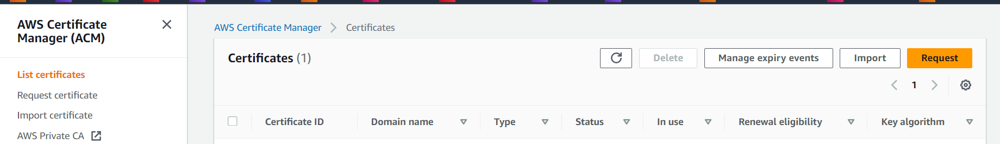 AWS Certificate
Manager (ACM)
List certificates
Request certificate
Import certificate
AWS Private CA
AWS Certificate Manager Certificates
Certificates (1)
Delete Manage expiry events Import Request
1
Certificate ID Domain name Type Status In use Renewal eligibility Key algorithm